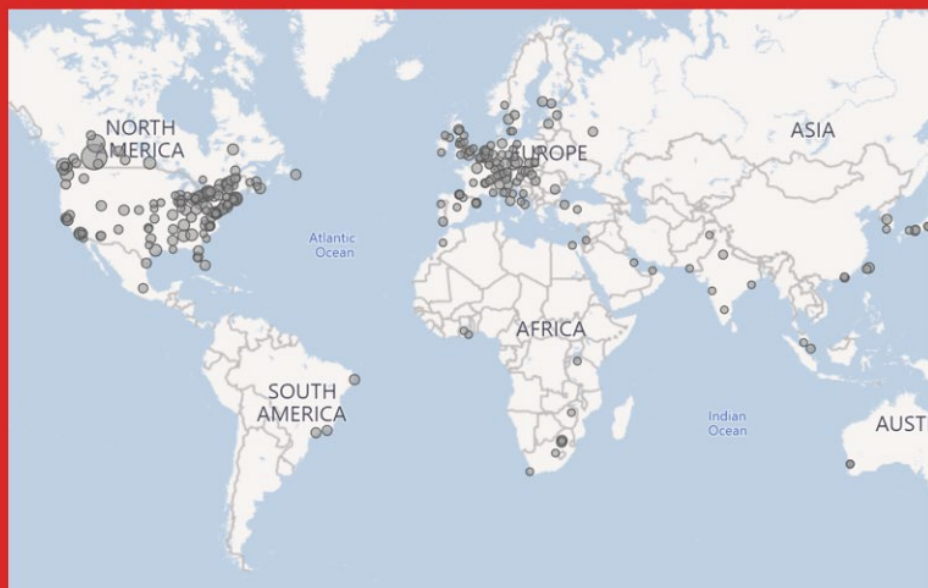 NORTH
AMERICA
EUROPE
ASIA
Atlantic
Ocean
AFRICA
SOUTH
AMERICA
Indian
Ocean
AUST